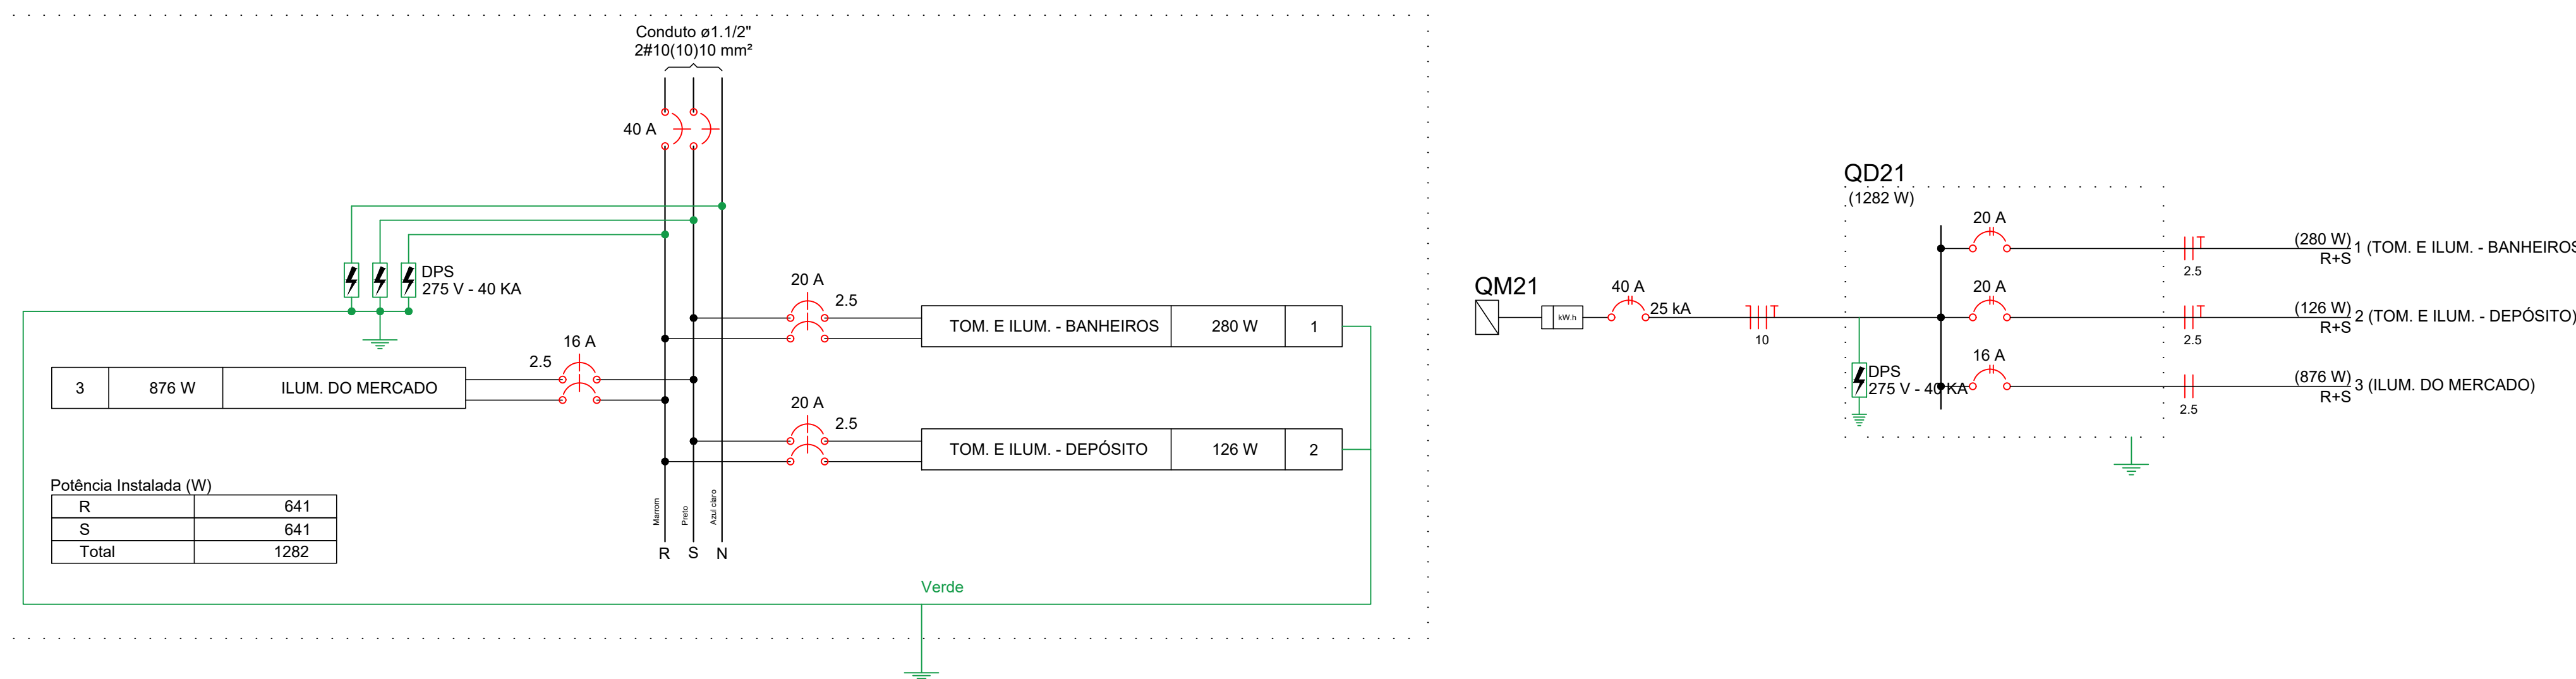 Conduto ø1.1/2"
2#10(10)10 mm²
40 A
DPS
275 V - 40 KA
20 A
2.5
TOM. E ILUM. - BANHEIROS 280 W 1
16 A
2.5
3 876 W ILUM. DO MERCADO
20 A
2.5
TOM. E ILUM. - DEPÓSITO 126 W 2
Potência Instalada (W)
R 641
S 641
Total 1282
Marrom
Preto
Azul claro
R S N
Verde
QD21
(1282 W)
QM21
kW.h
40 A
25 kA
10
DPS
275 V - 40 KA
20 A
2.5
(280 W)
R+S
1 (TOM. E ILUM. - BANHEIROS
20 A
2.5
(126 W)
R+S
2 (TOM. E ILUM. - DEPÓSITO)
16 A
2.5
(876 W)
R+S
3 (ILUM. DO MERCADO)